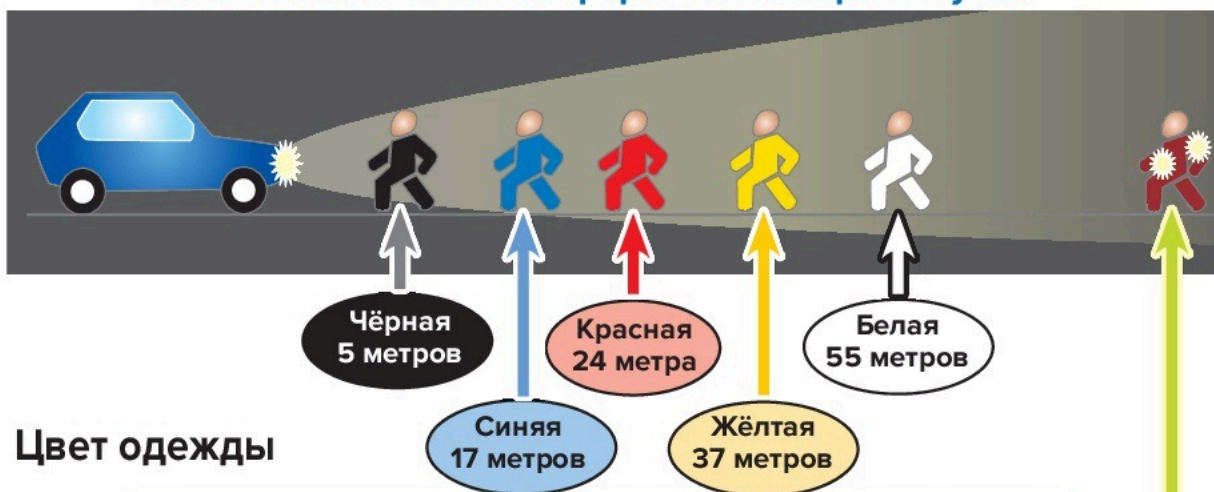 Чёрная
5 метров
Красная
24 метра
Белая
55 метров
Синяя
17 метров
Жёлтая
37 метров
Цвет одежды